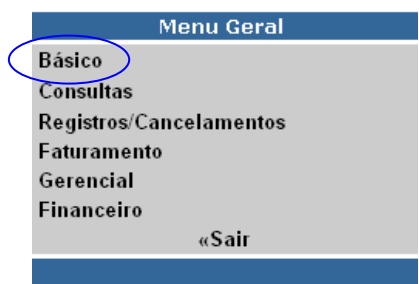 Menu Geral
Básico
Consultas
Registros/Cancelamentos
Faturamento
Gerencial
Financeiro
«Sair